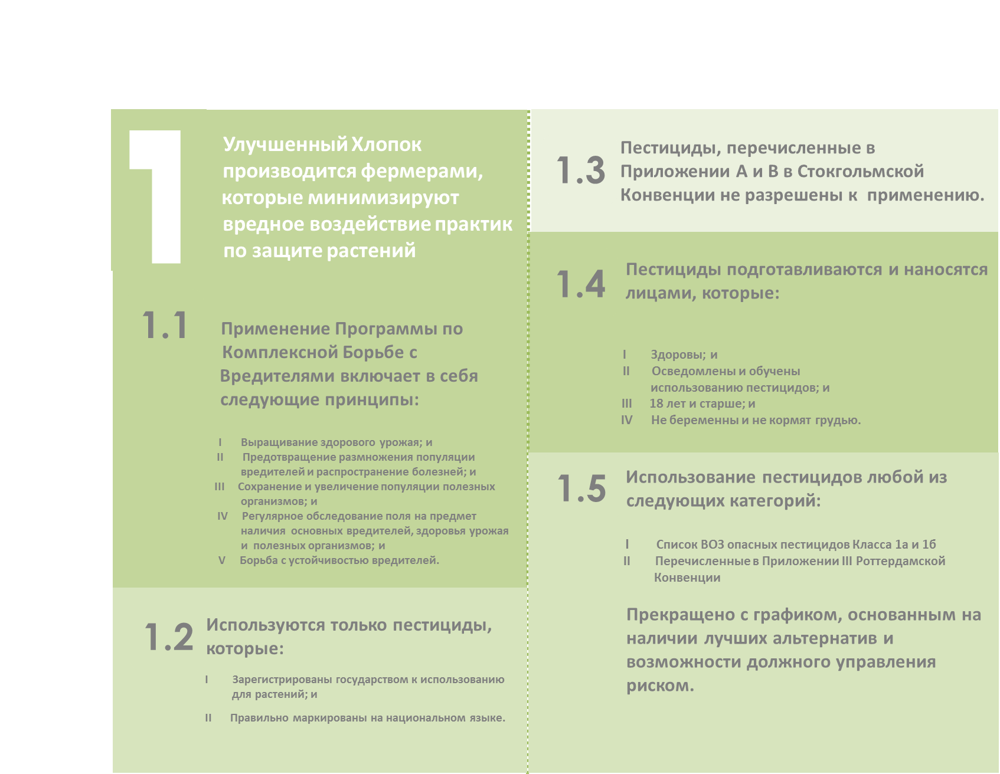 1
Улучшенный Хлопок
производится фермерами,
которые минимизируют
вредное воздействие практик
по защите растений
1.1
Применение Программы по
Комплексной Борьбе с
Вредителями включает в себя
следующие принципы:
I Выращивание здорового урожая; и
II Предотвращение размножения популяции
вредителей и распространение болезней; и
III Сохранение и увеличение популяции полезных
организмов; и
IV Регулярное обследование поля на предмет
наличия основных вредителей, здоровья урожая
и полезных организмов; и
V Борьба с устойчивостью вредителей.
1.2
Используются только пестициды,
которые:
I Зарегистрированы государством к использованию
для растений; и
II Правильно маркированы на национальном языке.
1.3
Пестициды, перечисленные в
Приложении А и В в Стокгольмской
Конвенции не разрешены к применению.
1.4
Пестициды подготавливаются и наносятся
лицами, которые:
I Здоровы; и
II Осведомлены и обучены
использованию пестицидов; и
III 18 лет и старше; и
IV Не беременны и не кормят грудью.
1.5
Использование пестицидов любой из
следующих категорий:
I Список ВОЗ опасных пестицидов Класса 1а и 1б
II Перечисленные в Приложении III Роттердамской
Конвенции
Прекращено с графиком, основанным на
наличии лучших альтернатив и
возможности должного управления
риском.